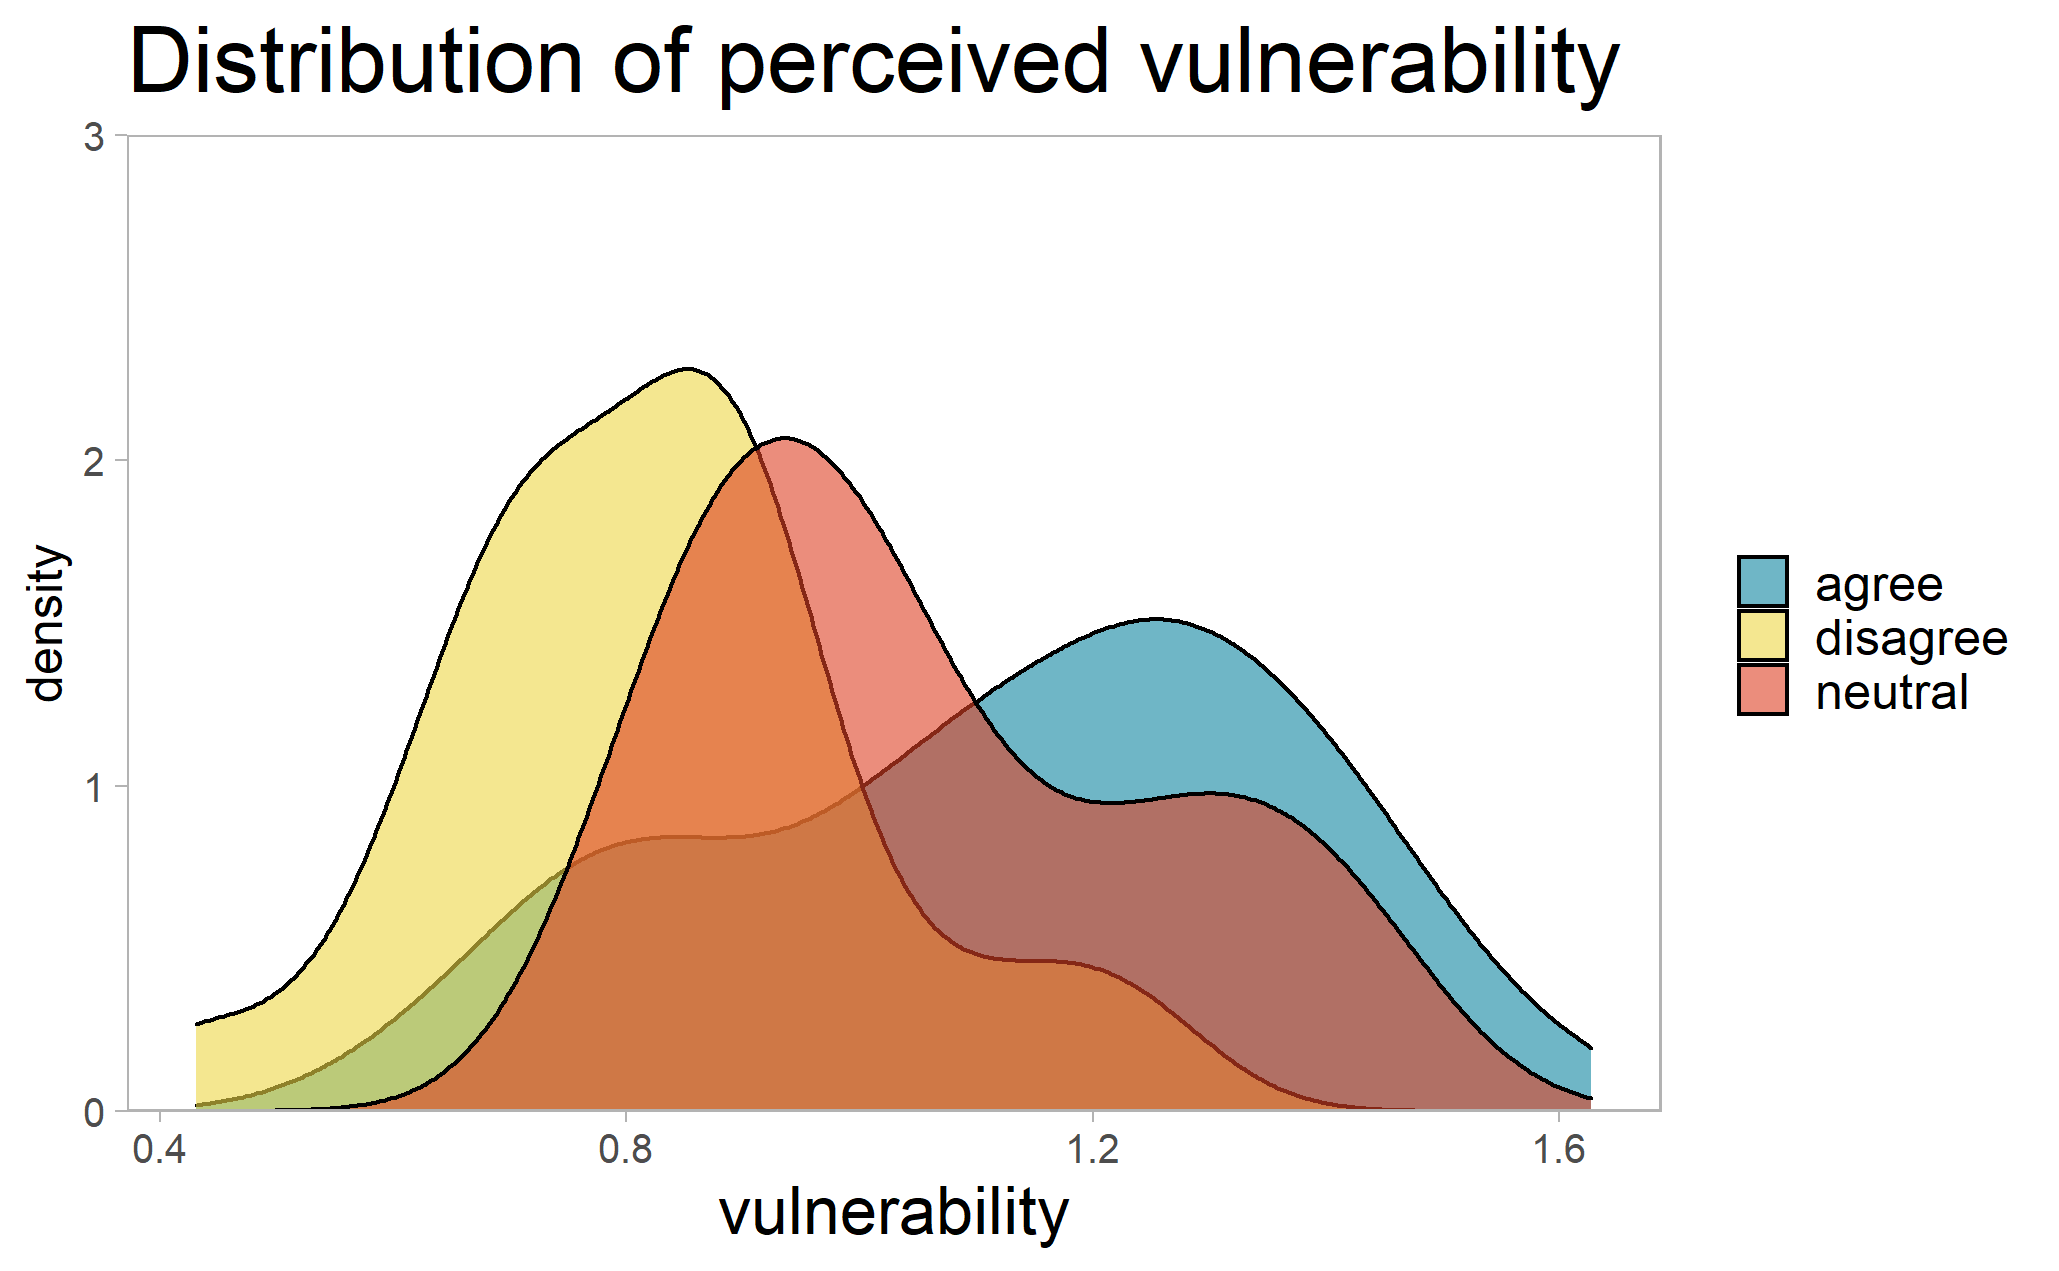 Distribution of perceived vulnerability
3
2
1
0
density
0.4 0.8 1.2 1.6
vulnerability
agree
disagree
neutral